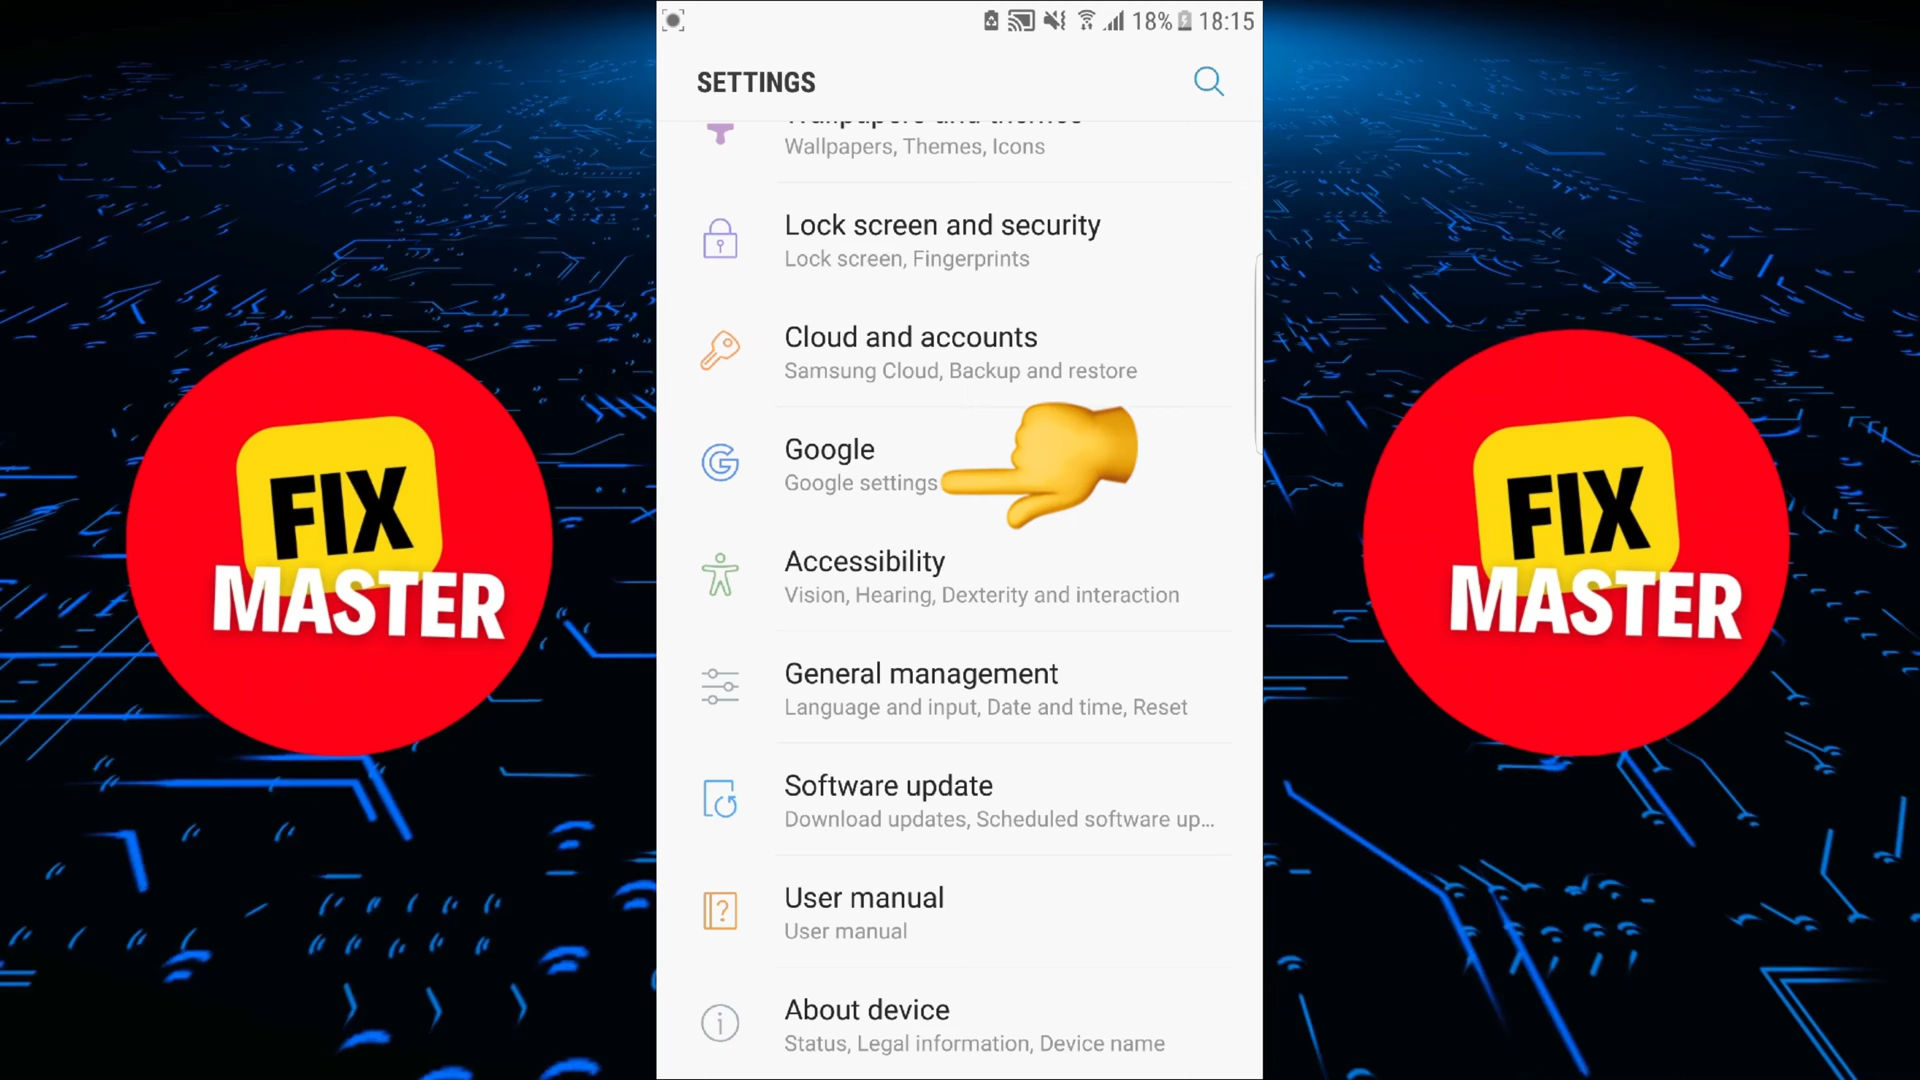 18% 18:15
SETTINGS
Wallpapers and themes
Wallpapers, Themes, Icons
Lock screen and security
Lock screen, Fingerprints
Cloud and accounts
Samsung Cloud, Backup and restore
Google
Google settings
Accessibility
Vision, Hearing, Dexterity and interaction
General management
Language and input, Date and time, Reset
Software update
Download updates, Scheduled software up...
User manual
User manual
About device
Status, Legal information, Device name
FIX
MASTER
FIX
MASTER